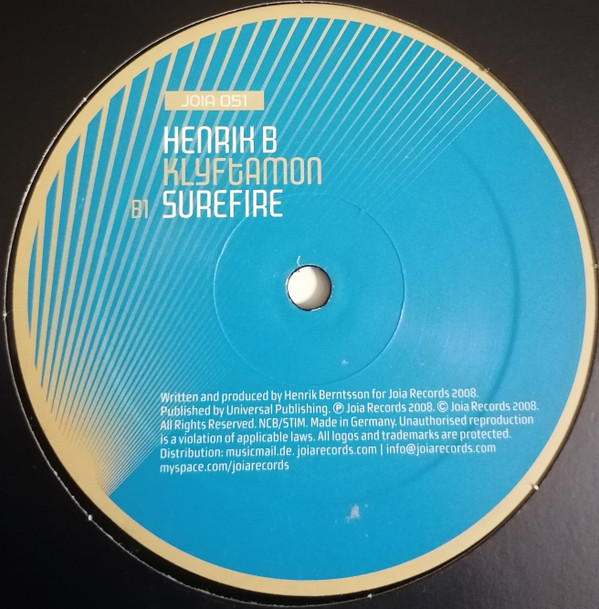 JOIA 051
HENRIK B
KLYFTAMON
B1 SUREFIRE
Written and produced by Henrik Berntsson for Joia Records 2008.
Published by Universal Publishing. ℗ Joia Records 2008. © Joia Records 2008.
All Rights Reserved. NCB/STIM. Made in Germany. Unauthorised reproduction
is a violation of applicable laws. All logos and trademarks are protected.
Distribution: musicmail.de. joiarecords.com | info@joiarecords.com
myspace.com/joiarecords